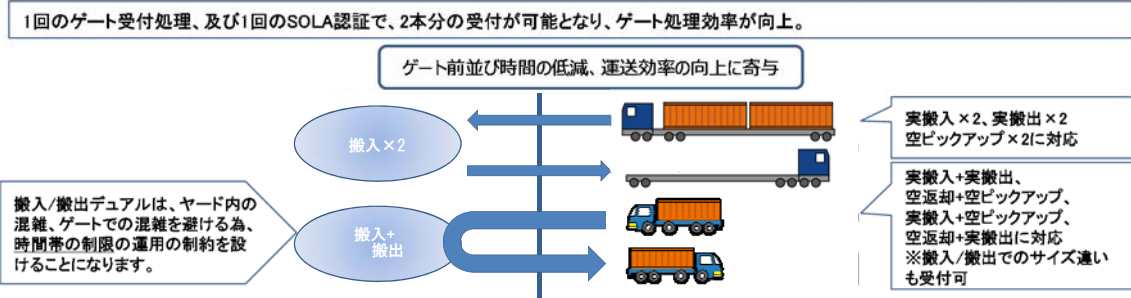 1回のゲート受付処理、及び1回のSOLA認証で、2本分の受付が可能となり、ゲート処理効率が向上。
ゲート前並び時間の低減、運送効率の向上に寄与
搬入×2
実搬入×2、実搬出×2
空ピックアップ×2に対応
搬入/搬出デュアルは、ヤード内の
混雑、ゲートでの混雑を避ける為、
時間帯の制限の運用の制約を設
けることになります。
搬入+
搬出
実搬入+実搬出、
空返却+空ピックアップ、
実搬入+空ピックアップ、
空返却+実搬出に対応
※搬入/搬出でのサイズ違い
も受付可